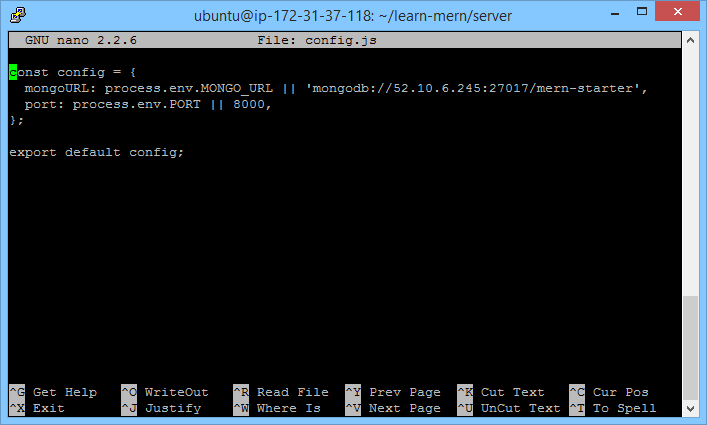 ubuntu@ip-172-31-37-118: ~/learn-mern/server
GNU nano 2.2.6 File: config.js
const config = {
mongoURL: process.env.MONGO_URL || 'mongodb://52.10.6.245:27017/mern-starter',
port: process.env.PORT || 8000,
};
export default config;
^G Get Help ^O WriteOut ^R Read File ^Y Prev Page ^K Cut Text ^C Cur Pos
^X Exit ^J Justify ^W Where Is ^V Next Page ^U UnCut Text ^T To Spell